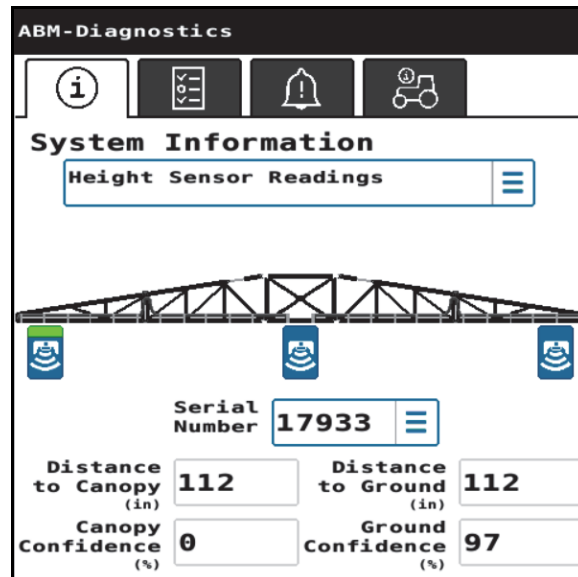 ABM-Diagnostics
System Information
Height Sensor Readings
Serial Number 17933
Distance to Canopy (in) 112
Distance to Ground (in) 112
Canopy Confidence (%) 0
Ground Confidence (%) 97